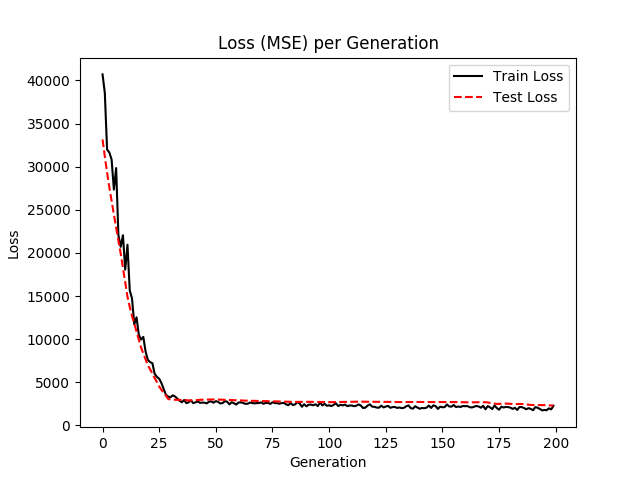 Loss (MSE) per Generation
Train Loss
Test Loss
40000
35000
30000
25000
20000
15000
10000
5000
0
Loss
0 25 50 75 100 125 150 175 200
Generation